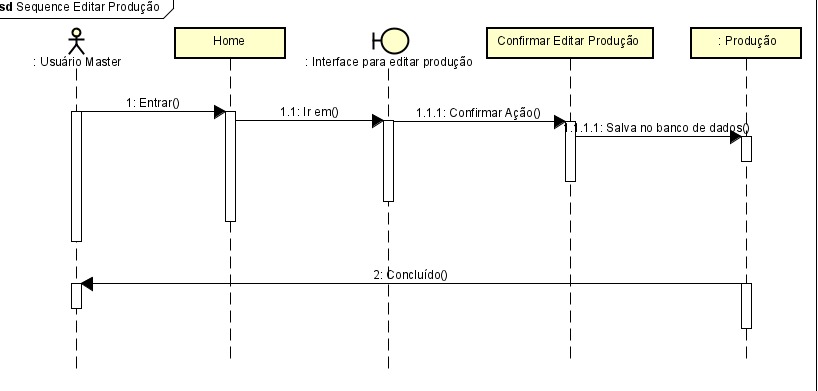 sd Sequence Editar Produção
: Usuário Master
Home
: Interface para editar produção
Confirmar Editar Produção
: Produção
1: Entrar()
1.1: Ir em()
1.1.1: Confirmar Ação()
1.1.1.1: Salva no banco de dados()
2: Concluído()